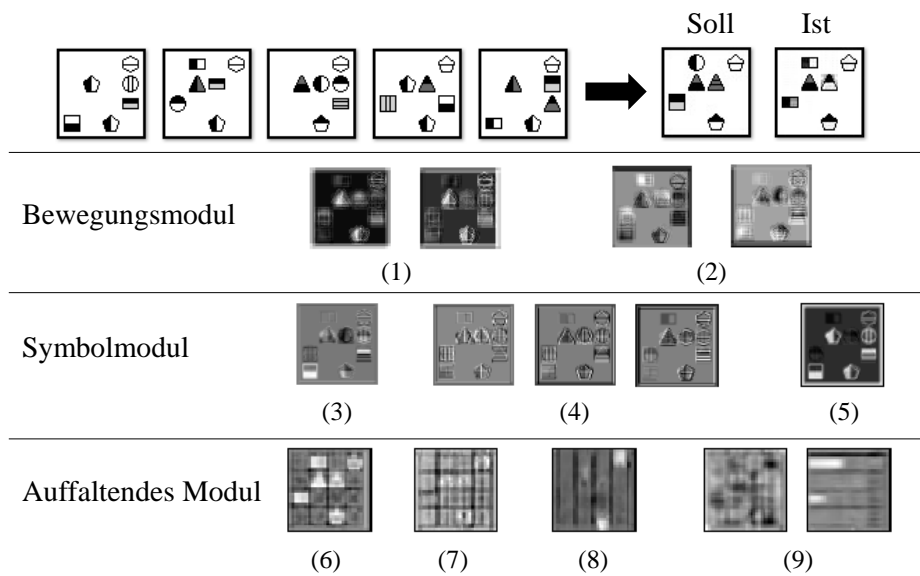 Soll Ist
Bewegungsmodul
(1) (2)
Symbolmodul
(3) (4) (5)
Auffaltendes Modul
(6) (7) (8) (9)